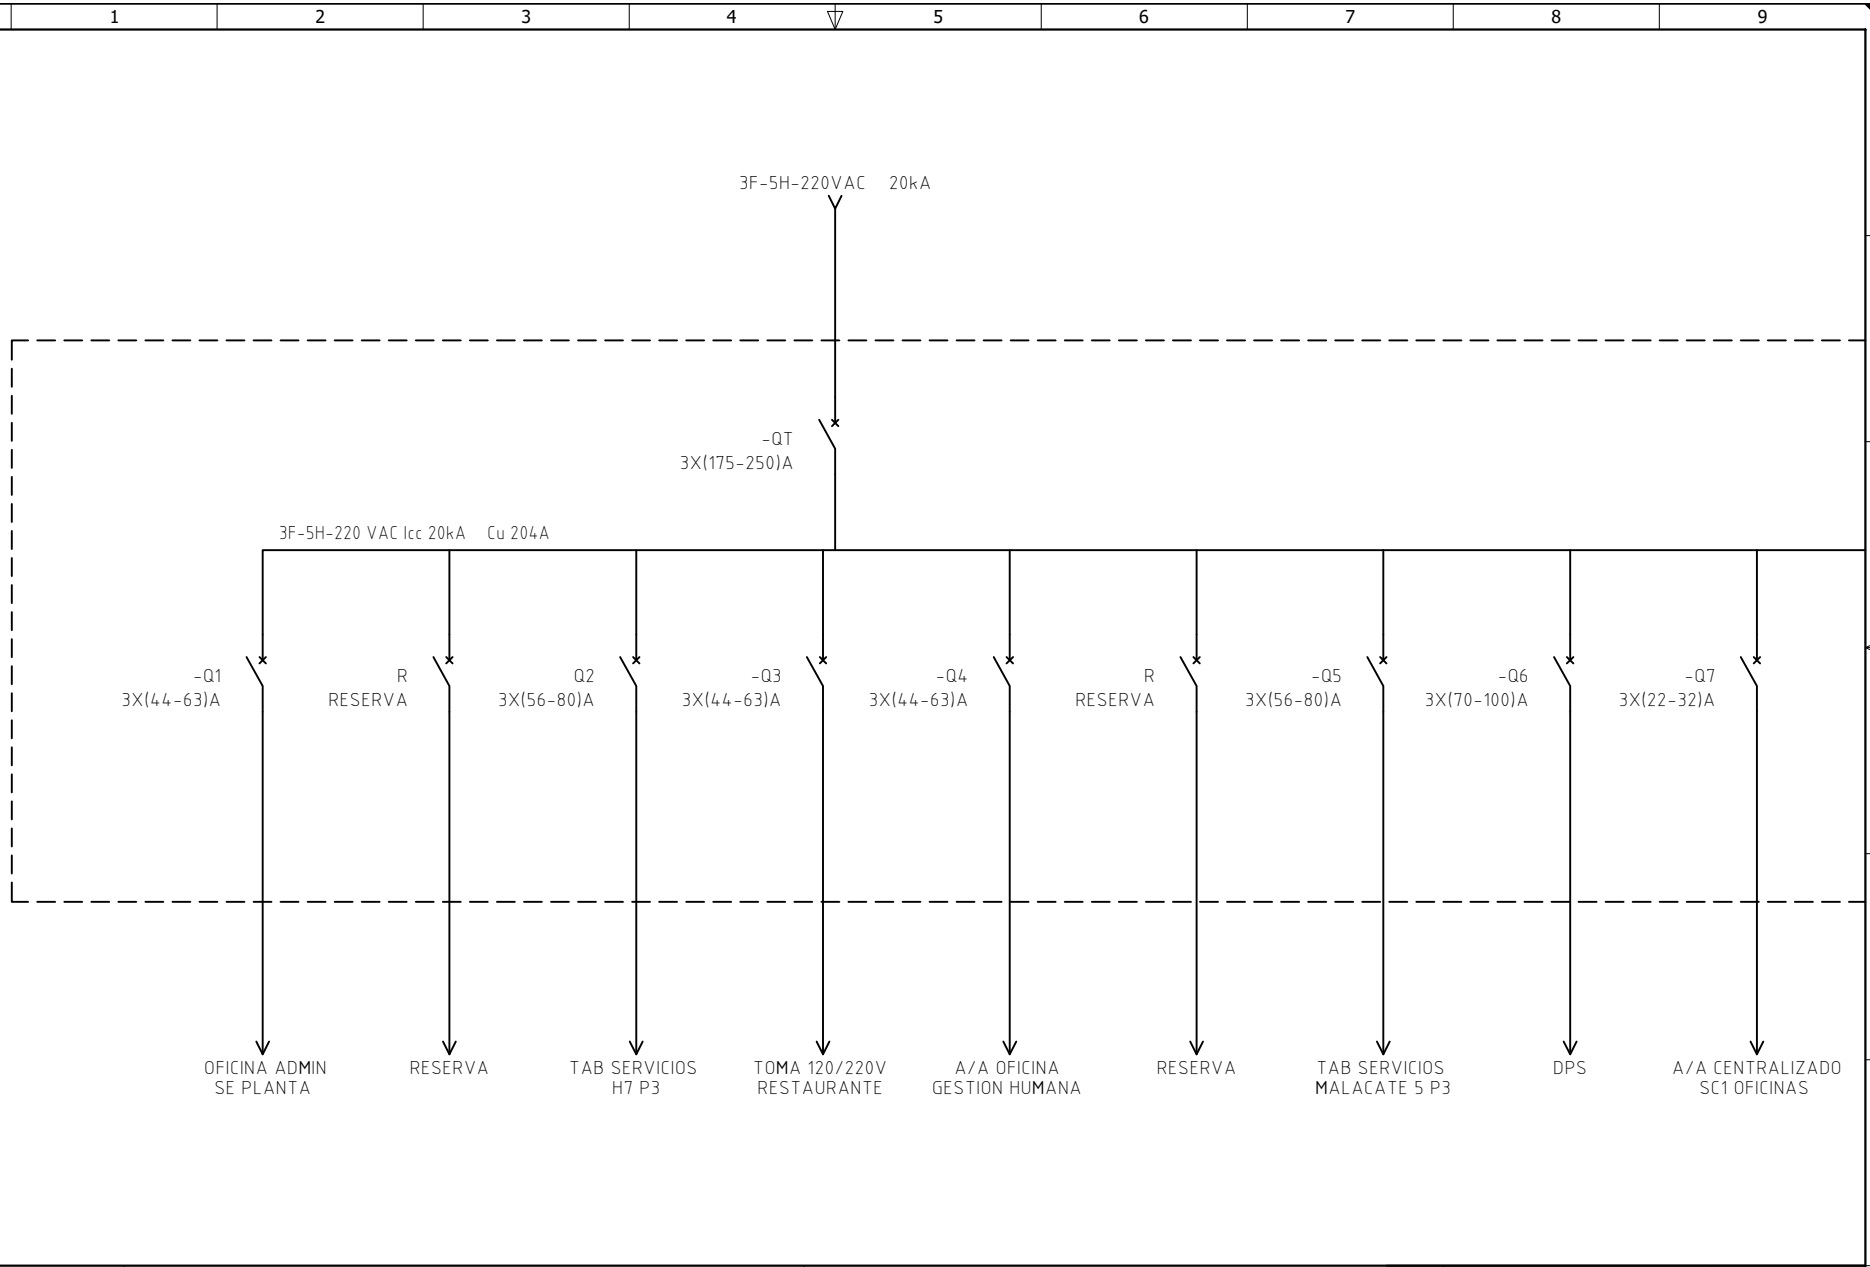 1 2 3 4 5 6 7 8 9
3F-5H-220VAC 20kA
-QT
3X(175-250)A
3F-5H-220 VAC Icc 20kA Cu 204A
-Q1
3X(44-63)A
R
RESERVA
Q2
3X(56-80)A
-Q3
3X(44-63)A
-Q4
3X(44-63)A
R
RESERVA
-Q5
3X(56-80)A
-Q6
3X(70-100)A
-Q7
3X(22-32)A
OFICINA ADMIN
SE PLANTA
RESERVA
TAB SERVICIOS
H7 P3
TOMA 120/220V
RESTAURANTE
A/A OFICINA
GESTION HUMANA
RESERVA
TAB SERVICIOS
MALACATE 5 P3
DPS
A/A CENTRALIZADO
SC1 OFICINAS